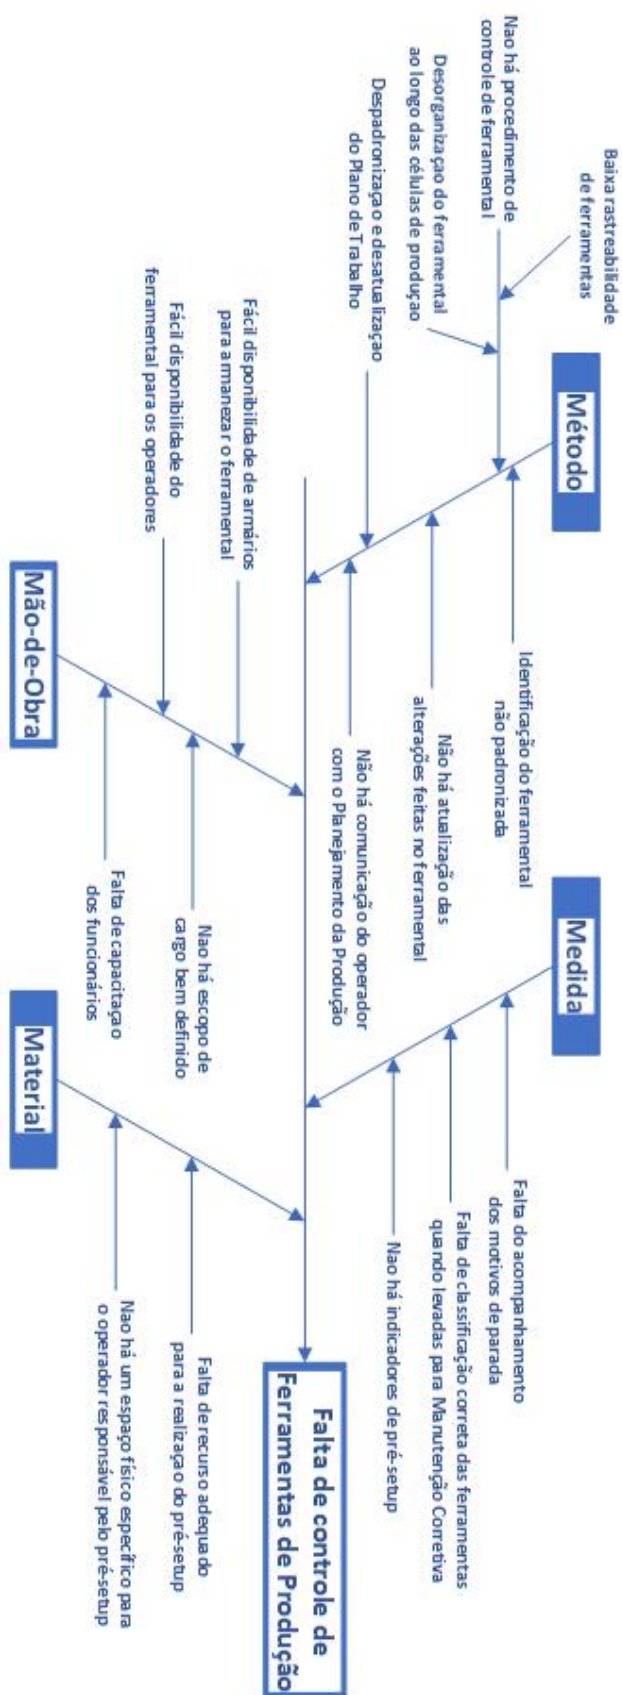 Baixa rastreabilidade
de ferramentas
Nao há procedimento de
controle de ferramental
Desorganizaçao do ferramental
ao longo das células de produçao
Despadronizaçao e desatualização
do Plano de Trabalho
Método
Identificação do ferramental
não padronizada
Não há atualização das
alterações feitas no ferramental
Não há comunicação do operador
com o Planejamento da Produção
Medida
Falta do acompanhamento
dos motivos de parada
Falta de classificação correta das ferramentas
quando levadas para Manutenção Corretiva
Nao há indicadores de pré-setup
Falta de controle de
Ferramentas de Produção
Fácil disponibilidade de armários
para armanezar o ferramental
Fácil disponibilidade do
ferramental para os operadores
Mão-de-Obra
Nao há escopo de
cargo bem definido
Falta de capacitaçao
dos funcionários
Material
Falta de recurso adequado
para a realizaçao do pré-setup
Nao há um espaço físico específico para
o operador responsável pelo pré-setup